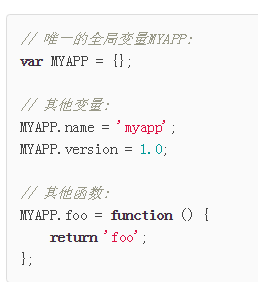 // 唯一的全局变量MYAPP:
var MYAPP = {};
// 其他变量:
MYAPP.name = 'myapp';
MYAPP.version = 1.0;
// 其他函数:
MYAPP.foo = function () {
    return 'foo';
};